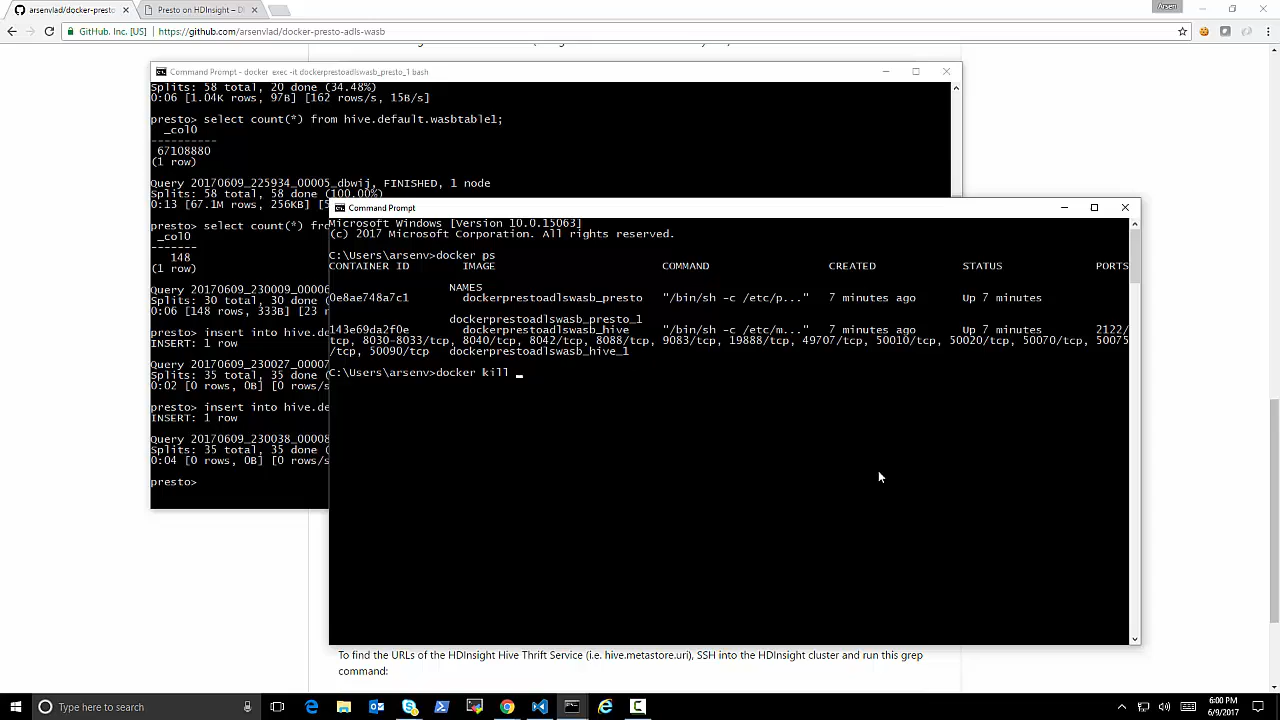 arsenvlad/docker-presto
Presto on HDInsight – D
Arsen
GitHub, Inc. [US]
https://github.com/arsenvlad/docker-presto-adls-wasb
Command Prompt - docker exec -it dockerprestoadlswasb_presto_1 bash
Splits: 58 total, 20 done (34.48%)
0:06 [1.04K rows, 97B] [162 rows/s, 15B/s]
presto> select count(*) from hive.default.wasbtable1;
_col0
----------
67108880
(1 row)
Query 20170609_225934_00005_dbwij, FINISHED, 1 node
Splits: 58 total, 58 done (100.00%)
0:13 [67.1M rows, 256KB] [5
presto> select count(*) fro
_col0
-------
148
(1 row)
Query 20170609_230009_0000
Splits: 30 total, 30 done (
0:06 [148 rows, 333B] [23 r
presto> insert into hive.de
INSERT: 1 row
Query 20170609_230027_00007
Splits: 35 total, 35 done (
0:02 [0 rows, 0B] [0 rows/s
presto> insert into hive.de
INSERT: 1 row
Query 20170609_230038_00008
Splits: 35 total, 35 done (
0:04 [0 rows, 0B] [0 rows/s
presto>
Command Prompt
Microsoft Windows [Version 10.0.15063]
(c) 2017 Microsoft Corporation. All rights reserved.
C:\Users\arsenv>docker ps
CONTAINER ID IMAGE COMMAND CREATED STATUS PORTS
NAMES
0e8ae748a7c1 dockerprestoadlswasb_presto "/bin/sh -c /etc/p..." 7 minutes ago Up 7 minutes
dockerprestoadlswasb_presto_1
143e69da2f0e dockerprestoadlswasb_hive "/bin/sh -c /etc/m..." 7 minutes ago Up 7 minutes 2122/
tcp, 8030-8033/tcp, 8040/tcp, 8042/tcp, 8088/tcp, 9083/tcp, 19888/tcp, 49707/tcp, 50010/tcp, 50020/tcp, 50070/tcp, 50075
/tcp, 50090/tcp dockerprestoadlswasb_hive_1
C:\Users\arsenv>docker kill _
To find the URLs of the HDInsight Hive Thrift Service (i.e. hive.metastore.uri), SSH into the HDInsight cluster and run this grep
command:
Type here to search
6:00 PM
6/9/2017